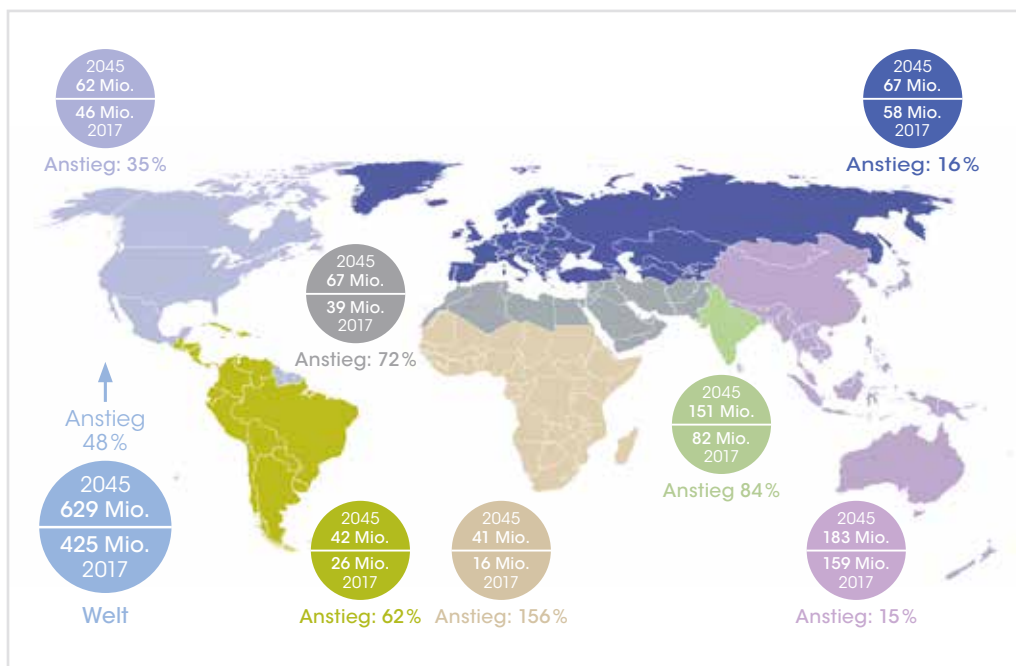 2045
62 Mio.
46 Mio.
2017
Anstieg: 35%
2045
67 Mio.
58 Mio.
2017
Anstieg: 16%
2045
67 Mio.
39 Mio.
2017
Anstieg: 72%
Anstieg
48%
2045
629 Mio.
425 Mio.
2017
Welt
2045
151 Mio.
82 Mio.
2017
Anstieg 84%
2045
42 Mio.
26 Mio.
2017
Anstieg: 62%
2045
41 Mio.
16 Mio.
2017
Anstieg: 156%
2045
183 Mio.
159 Mio.
2017
Anstieg: 15%